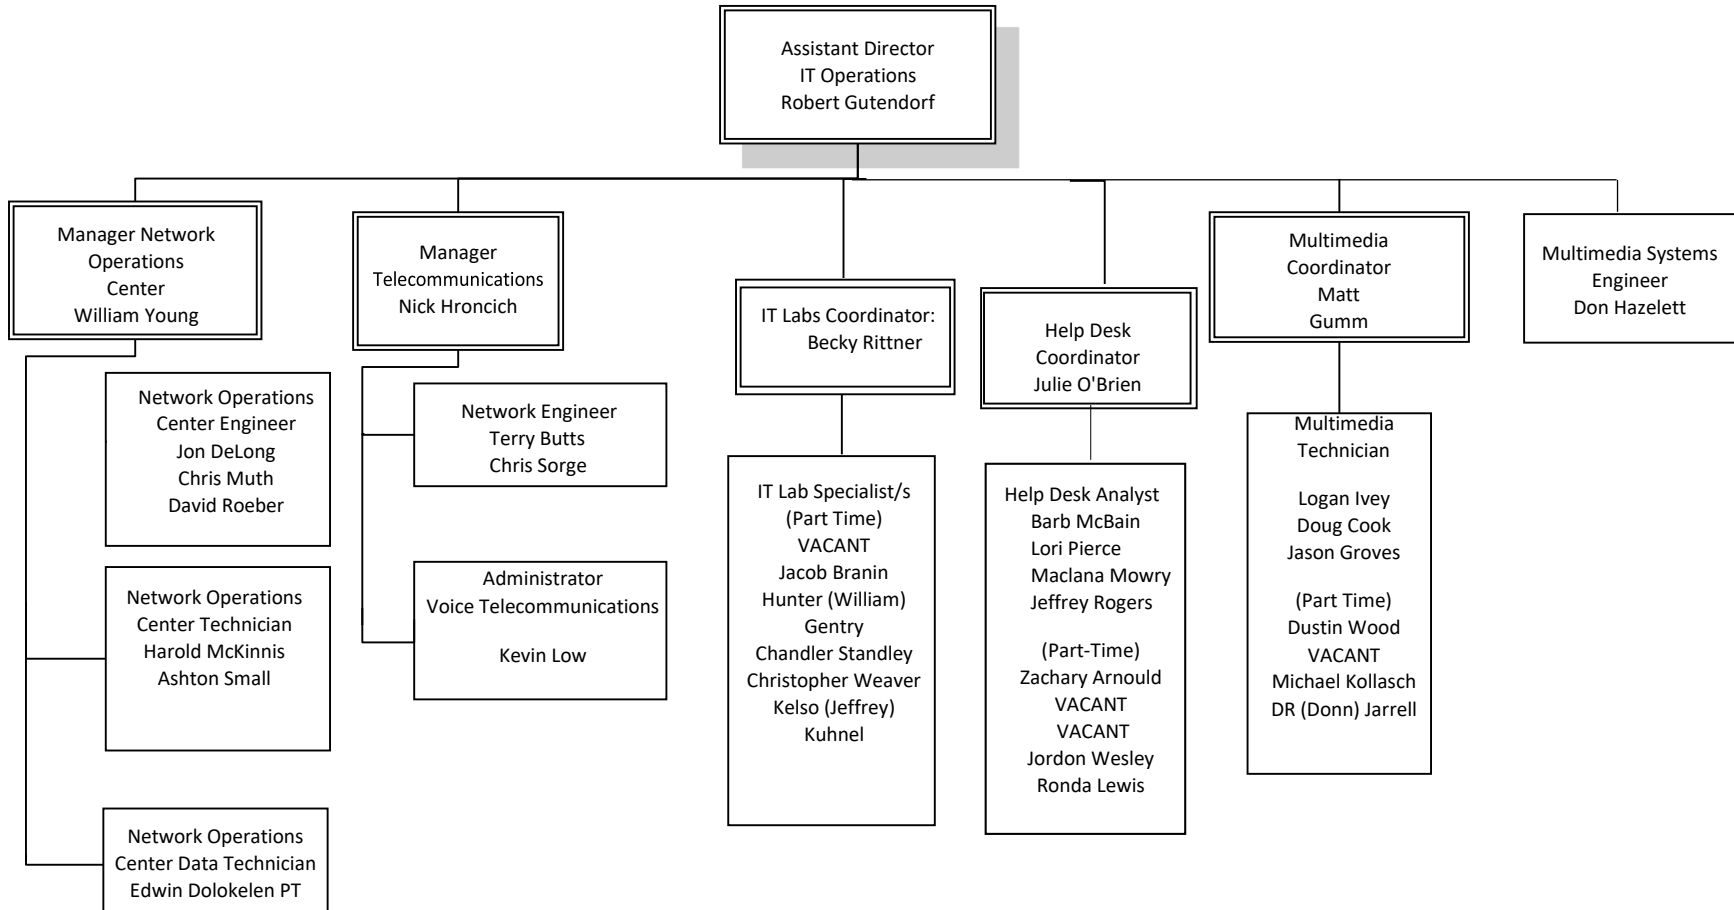 Assistant Director
IT Operations
Robert Gutendorf
Manager Network
Operations
Center
William Young
Network Operations
Center Engineer
Jon DeLong
Chris Muth
David Roeber
Network Operations
Center Technician
Harold McKinnis
Ashton Small
Network Operations
Center Data Technician
Edwin Dolokelen PT
Manager
Telecommunications
Nick Hroncich
Network Engineer
Terry Butts
Chris Sorge
Administrator
Voice Telecommunications
Kevin Low
IT Labs Coordinator:
Becky Rittner
IT Lab Specialist/s
(Part Time)
VACANT
Jacob Branin
Hunter (William)
Gentry
Chandler Standley
Christopher Weaver
Kelso (Jeffrey)
Kuhnel
Help Desk
Coordinator
Julie O'Brien
Help Desk Analyst
Barb McBain
Lori Pierce
Maclana Mowry
Jeffrey Rogers
(Part-Time)
Zachary Arnould
VACANT
VACANT
Jordon Wesley
Ronda Lewis
Multimedia
Coordinator
Matt
Gumm
Multimedia
Technician
Logan Ivey
Doug Cook
Jason Groves
(Part Time)
Dustin Wood
VACANT
Michael Kollasch
DR (Donn) Jarrell
Multimedia Systems
Engineer
Don Hazelett